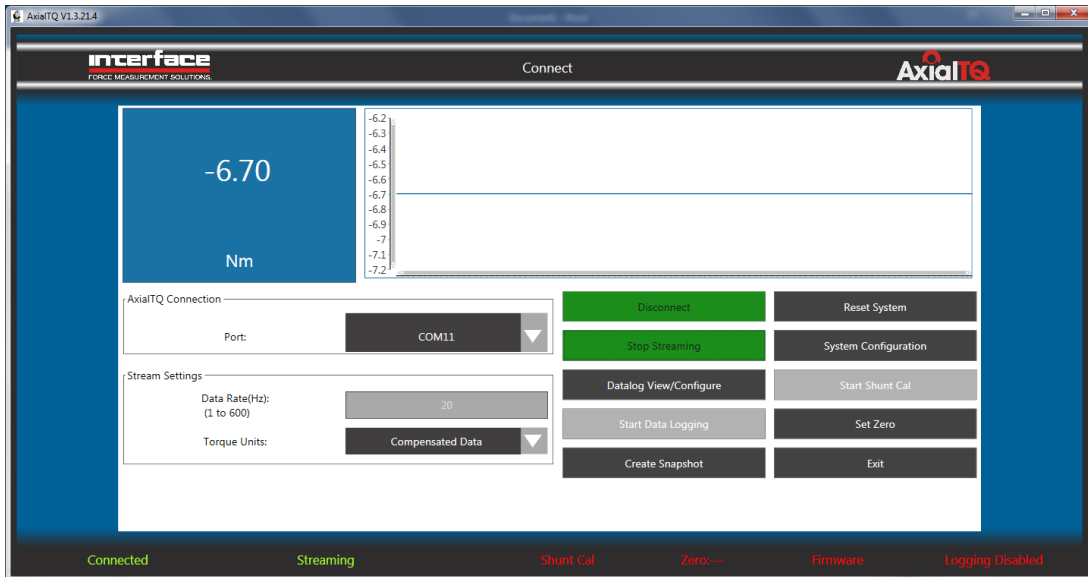 AxialTQ V1.3.21.4
interface
FORCE MEASUREMENT SOLUTIONS.
Connect
AxialTQ
-6.70
Nm
-6.2
-6.3
-6.4
-6.5
-6.6
-6.7
-6.8
-6.9
-7
-7.1
-7.2
AxialTQ Connection
Port:
COM11
Stream Settings
Data Rate(Hz):
(1 to 600)
20
Torque Units:
Compensated Data
Disconnect
Reset System
Stop Streaming
System Configuration
Datalog View/Configure
Start Shunt Cal
Start Data Logging
Set Zero
Create Snapshot
Exit
Connected
Streaming
Shunt Cal
Zero:---
Firmware
Logging Disabled